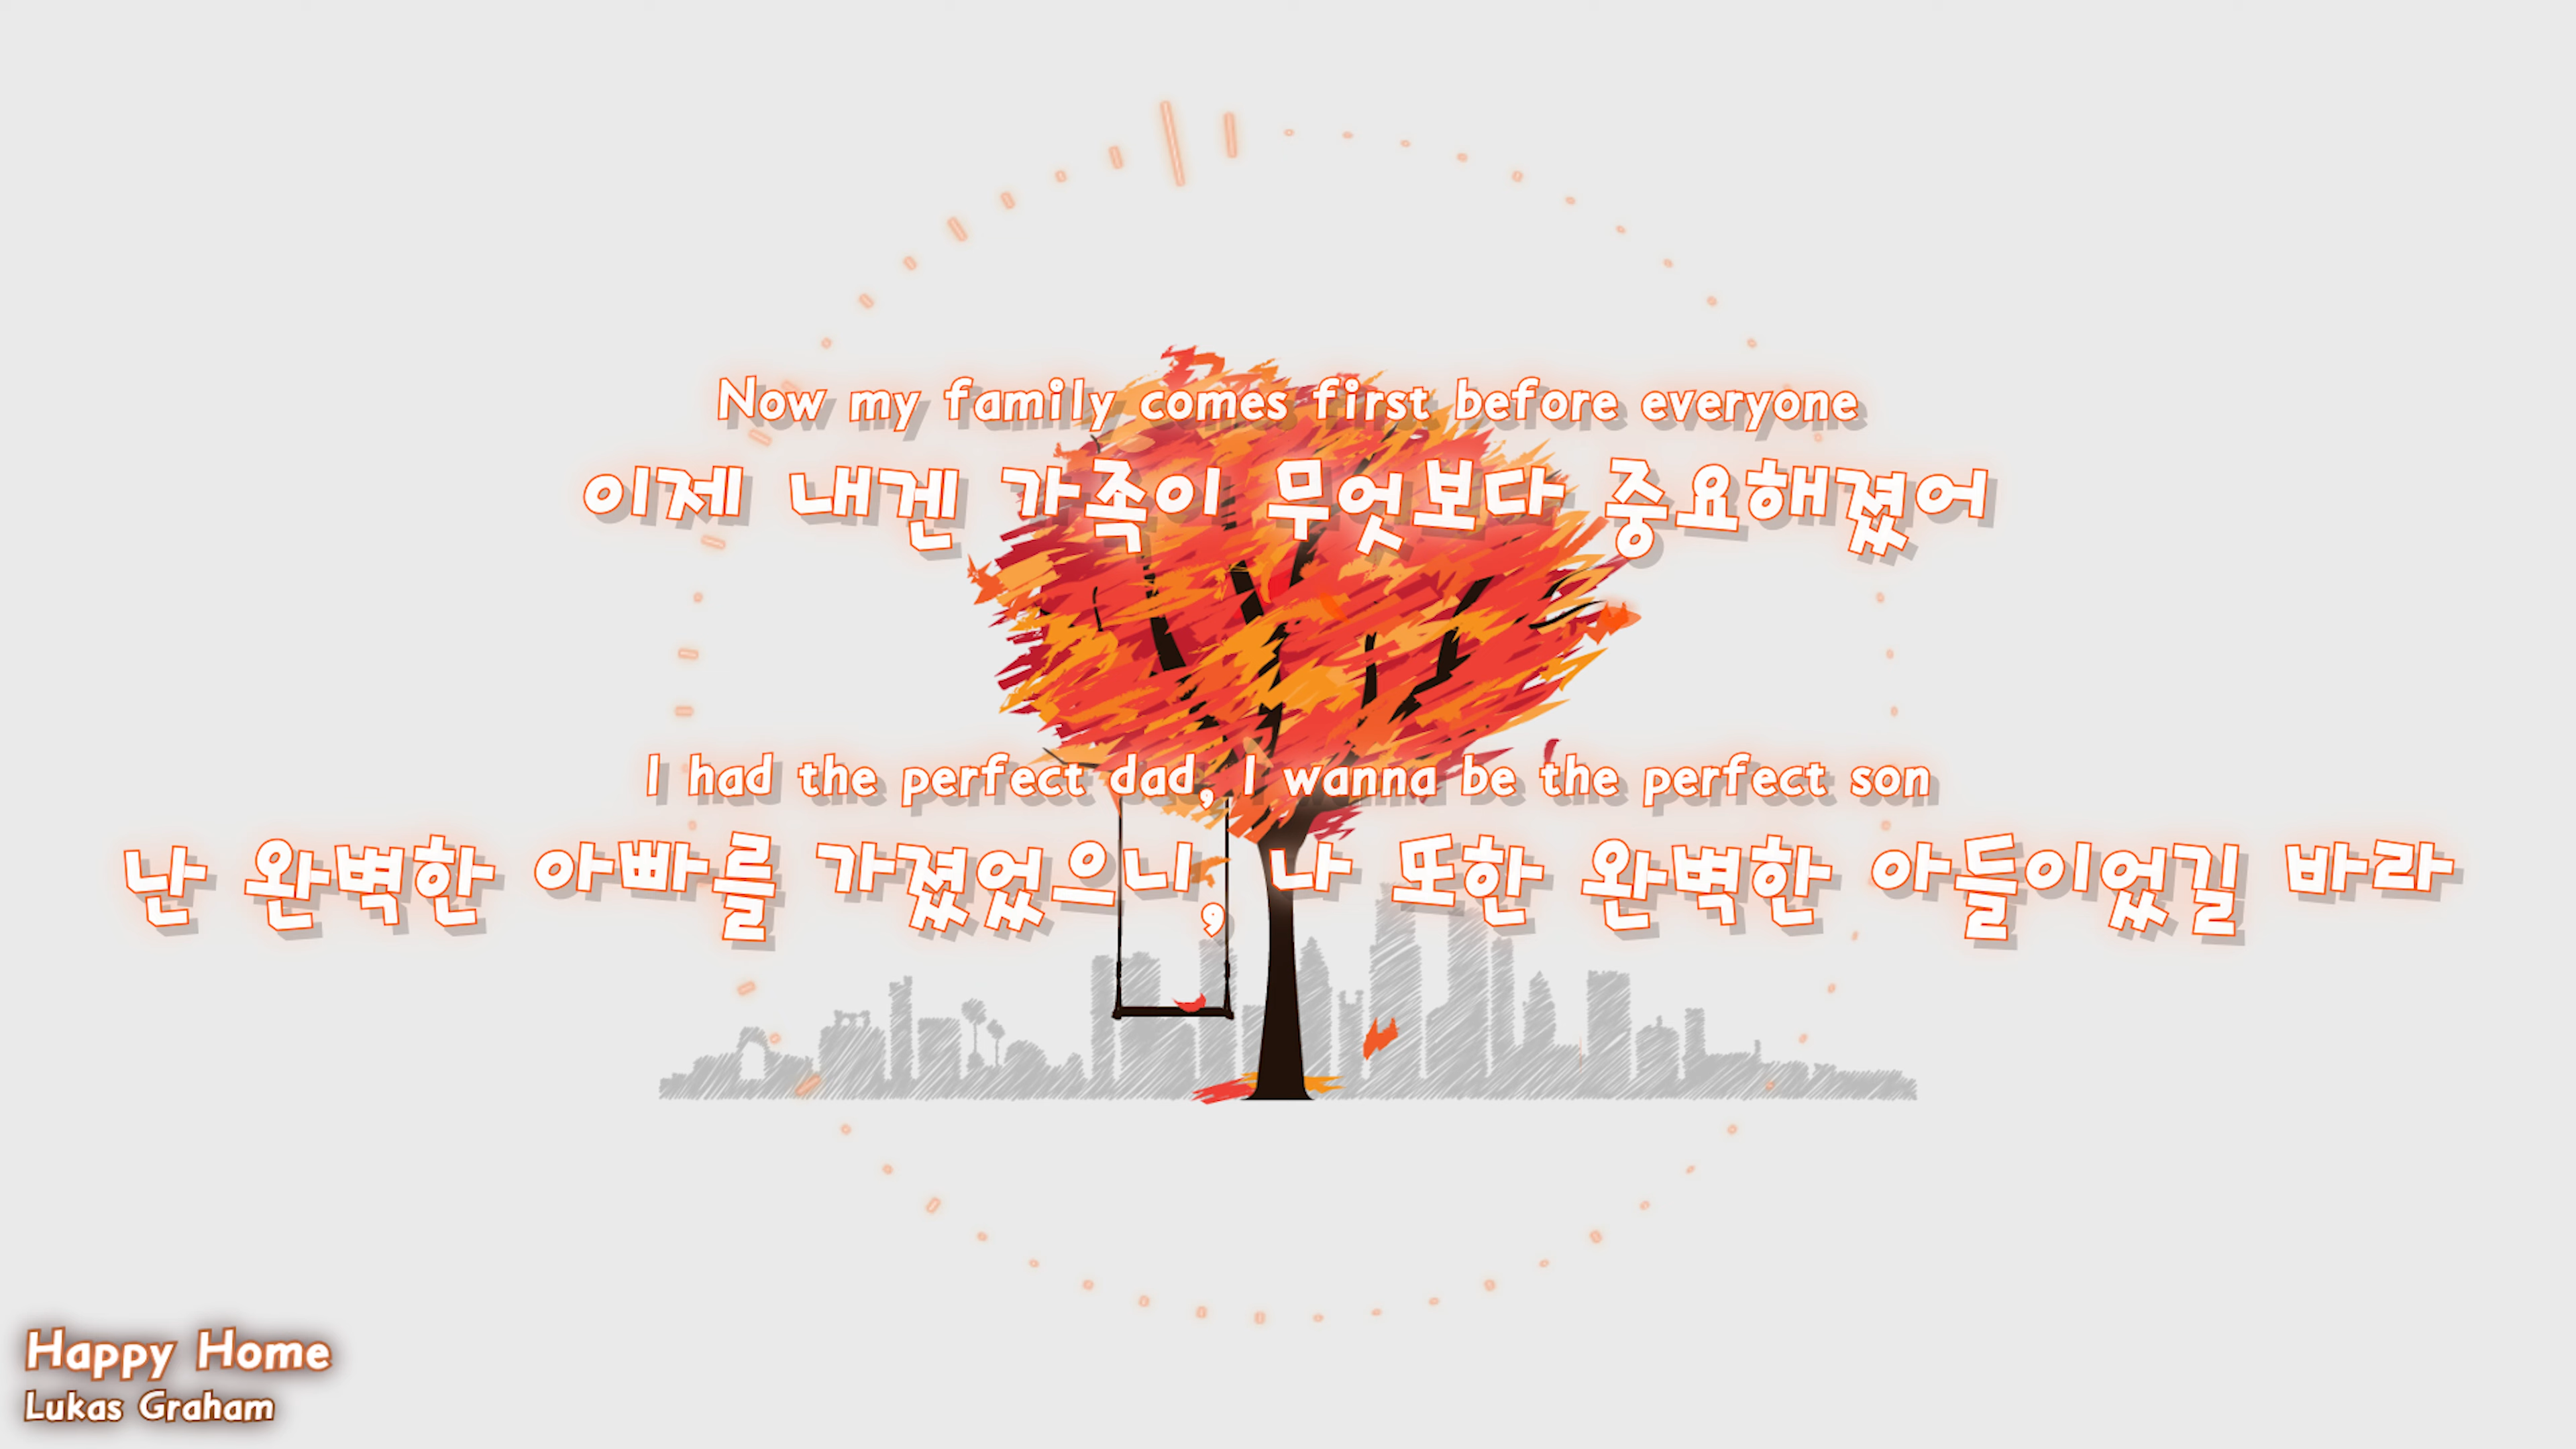 Now my family comes first before everyone
이제 내겐 가족이 무엇보다 중요해졌어
I had the perfect dad, I wanna be the perfect son
난 완벽한 아빠를 가졌었으니, 나 또한 완벽한 아들이었길 바라
Happy Home
Lukas Graham